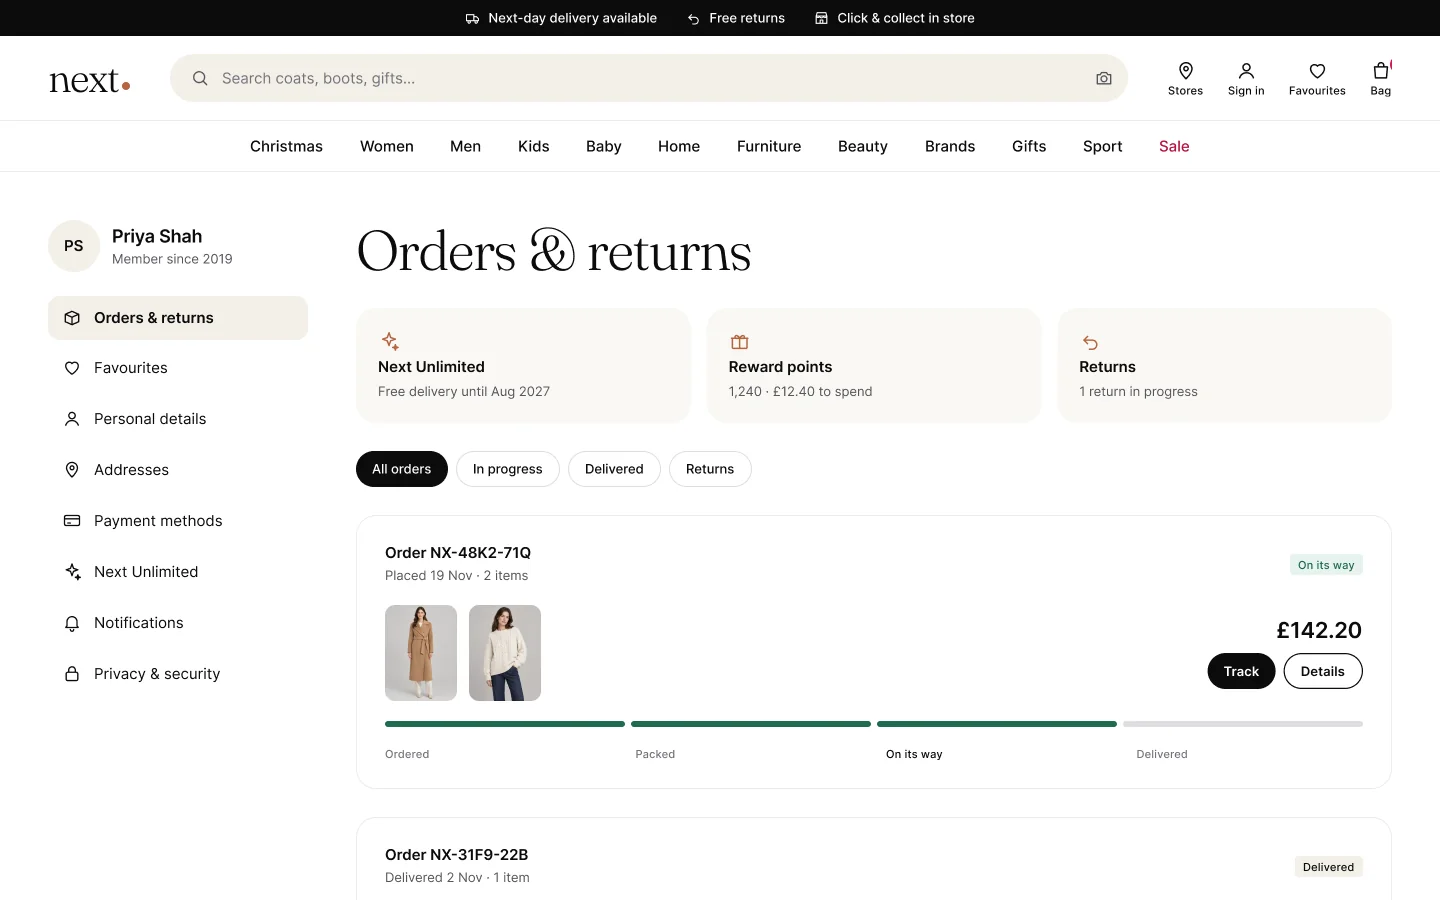 Next-day delivery available
Free returns
Click & collect in store
next.
Search coats, boots, gifts...
Stores
Sign in
Favourites
Bag
Christmas
Women
Men
Kids
Baby
Home
Furniture
Beauty
Brands
Gifts
Sport
Sale
PS
Priya Shah
Member since 2019
Orders & returns
Favourites
Personal details
Addresses
Payment methods
Next Unlimited
Notifications
Privacy & security
Orders & returns
Next Unlimited
Free delivery until Aug 2027
Reward points
1,240 · £12.40 to spend
Returns
1 return in progress
All orders
In progress
Delivered
Returns
Order NX-48K2-71Q
Placed 19 Nov · 2 items
On its way
£142.20
Track
Details
Ordered
Packed
On its way
Delivered
Order NX-31F9-22B
Delivered 2 Nov · 1 item
Delivered